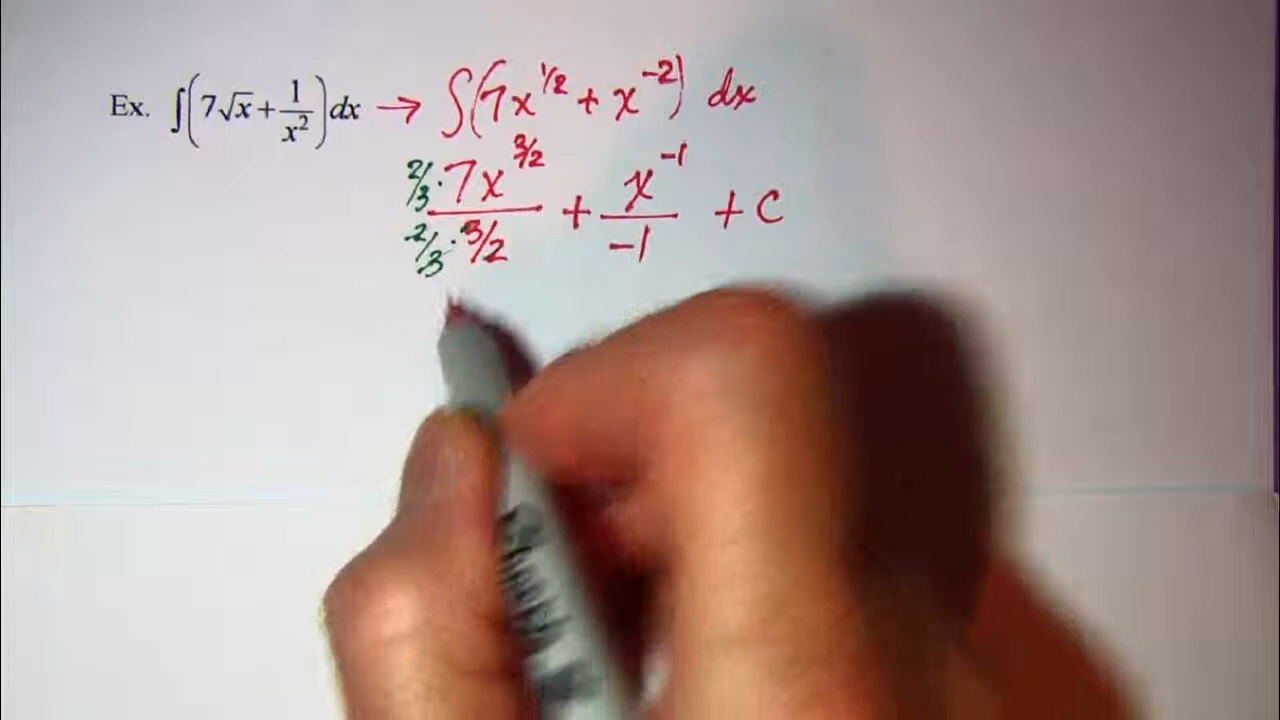 Ex. ∫(7√x + 1/x²)dx → ∫(7x^1/2 + x^-2) dx
2/3 · 7x^3/2 / 2/3 · 3/2 + x^-1 / -1 + C